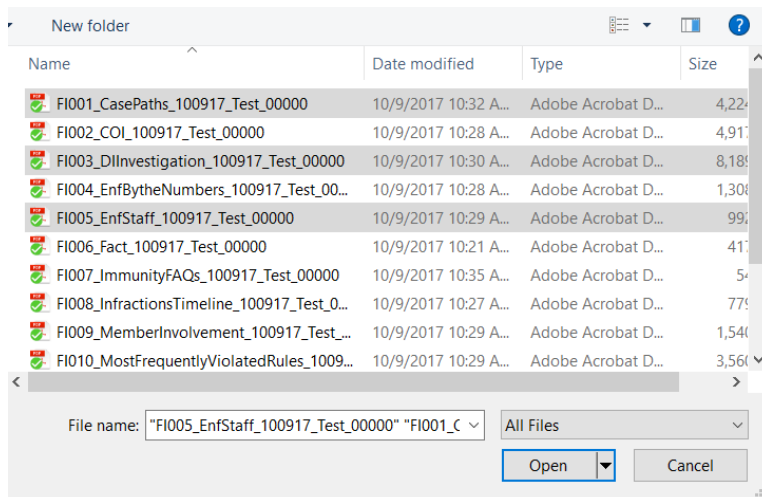 New folder
Name Date modified Type Size
FI001_CasePaths_100917_Test_00000 10/9/2017 10:32 A... Adobe Acrobat D... 4,224
FI002_COI_100917_Test_00000 10/9/2017 10:28 A... Adobe Acrobat D... 4,917
FI003_DIInvestigation_100917_Test_00000 10/9/2017 10:30 A... Adobe Acrobat D... 8,189
FI004_EnfBytheNumbers_100917_Test_00... 10/9/2017 10:28 A... Adobe Acrobat D... 1,308
FI005_EnfStaff_100917_Test_00000 10/9/2017 10:29 A... Adobe Acrobat D... 992
FI006_Fact_100917_Test_00000 10/9/2017 10:21 A... Adobe Acrobat D... 417
FI007_ImmunityFAQs_100917_Test_00000 10/9/2017 10:35 A... Adobe Acrobat D...
FI008_InfractionsTimeline_100917_Test_0... 10/9/2017 10:27 A... Adobe Acrobat D... 779
FI009_MemberInvolvement_100917_Test_... 10/9/2017 10:29 A... Adobe Acrobat D... 1,540
FI010_MostFrequentlyViolatedRules_1009... 10/9/2017 10:29 A... Adobe Acrobat D... 3,560
File name: "FI005_EnfStaff_100917_Test_00000" "FI001_C All Files
Open Cancel